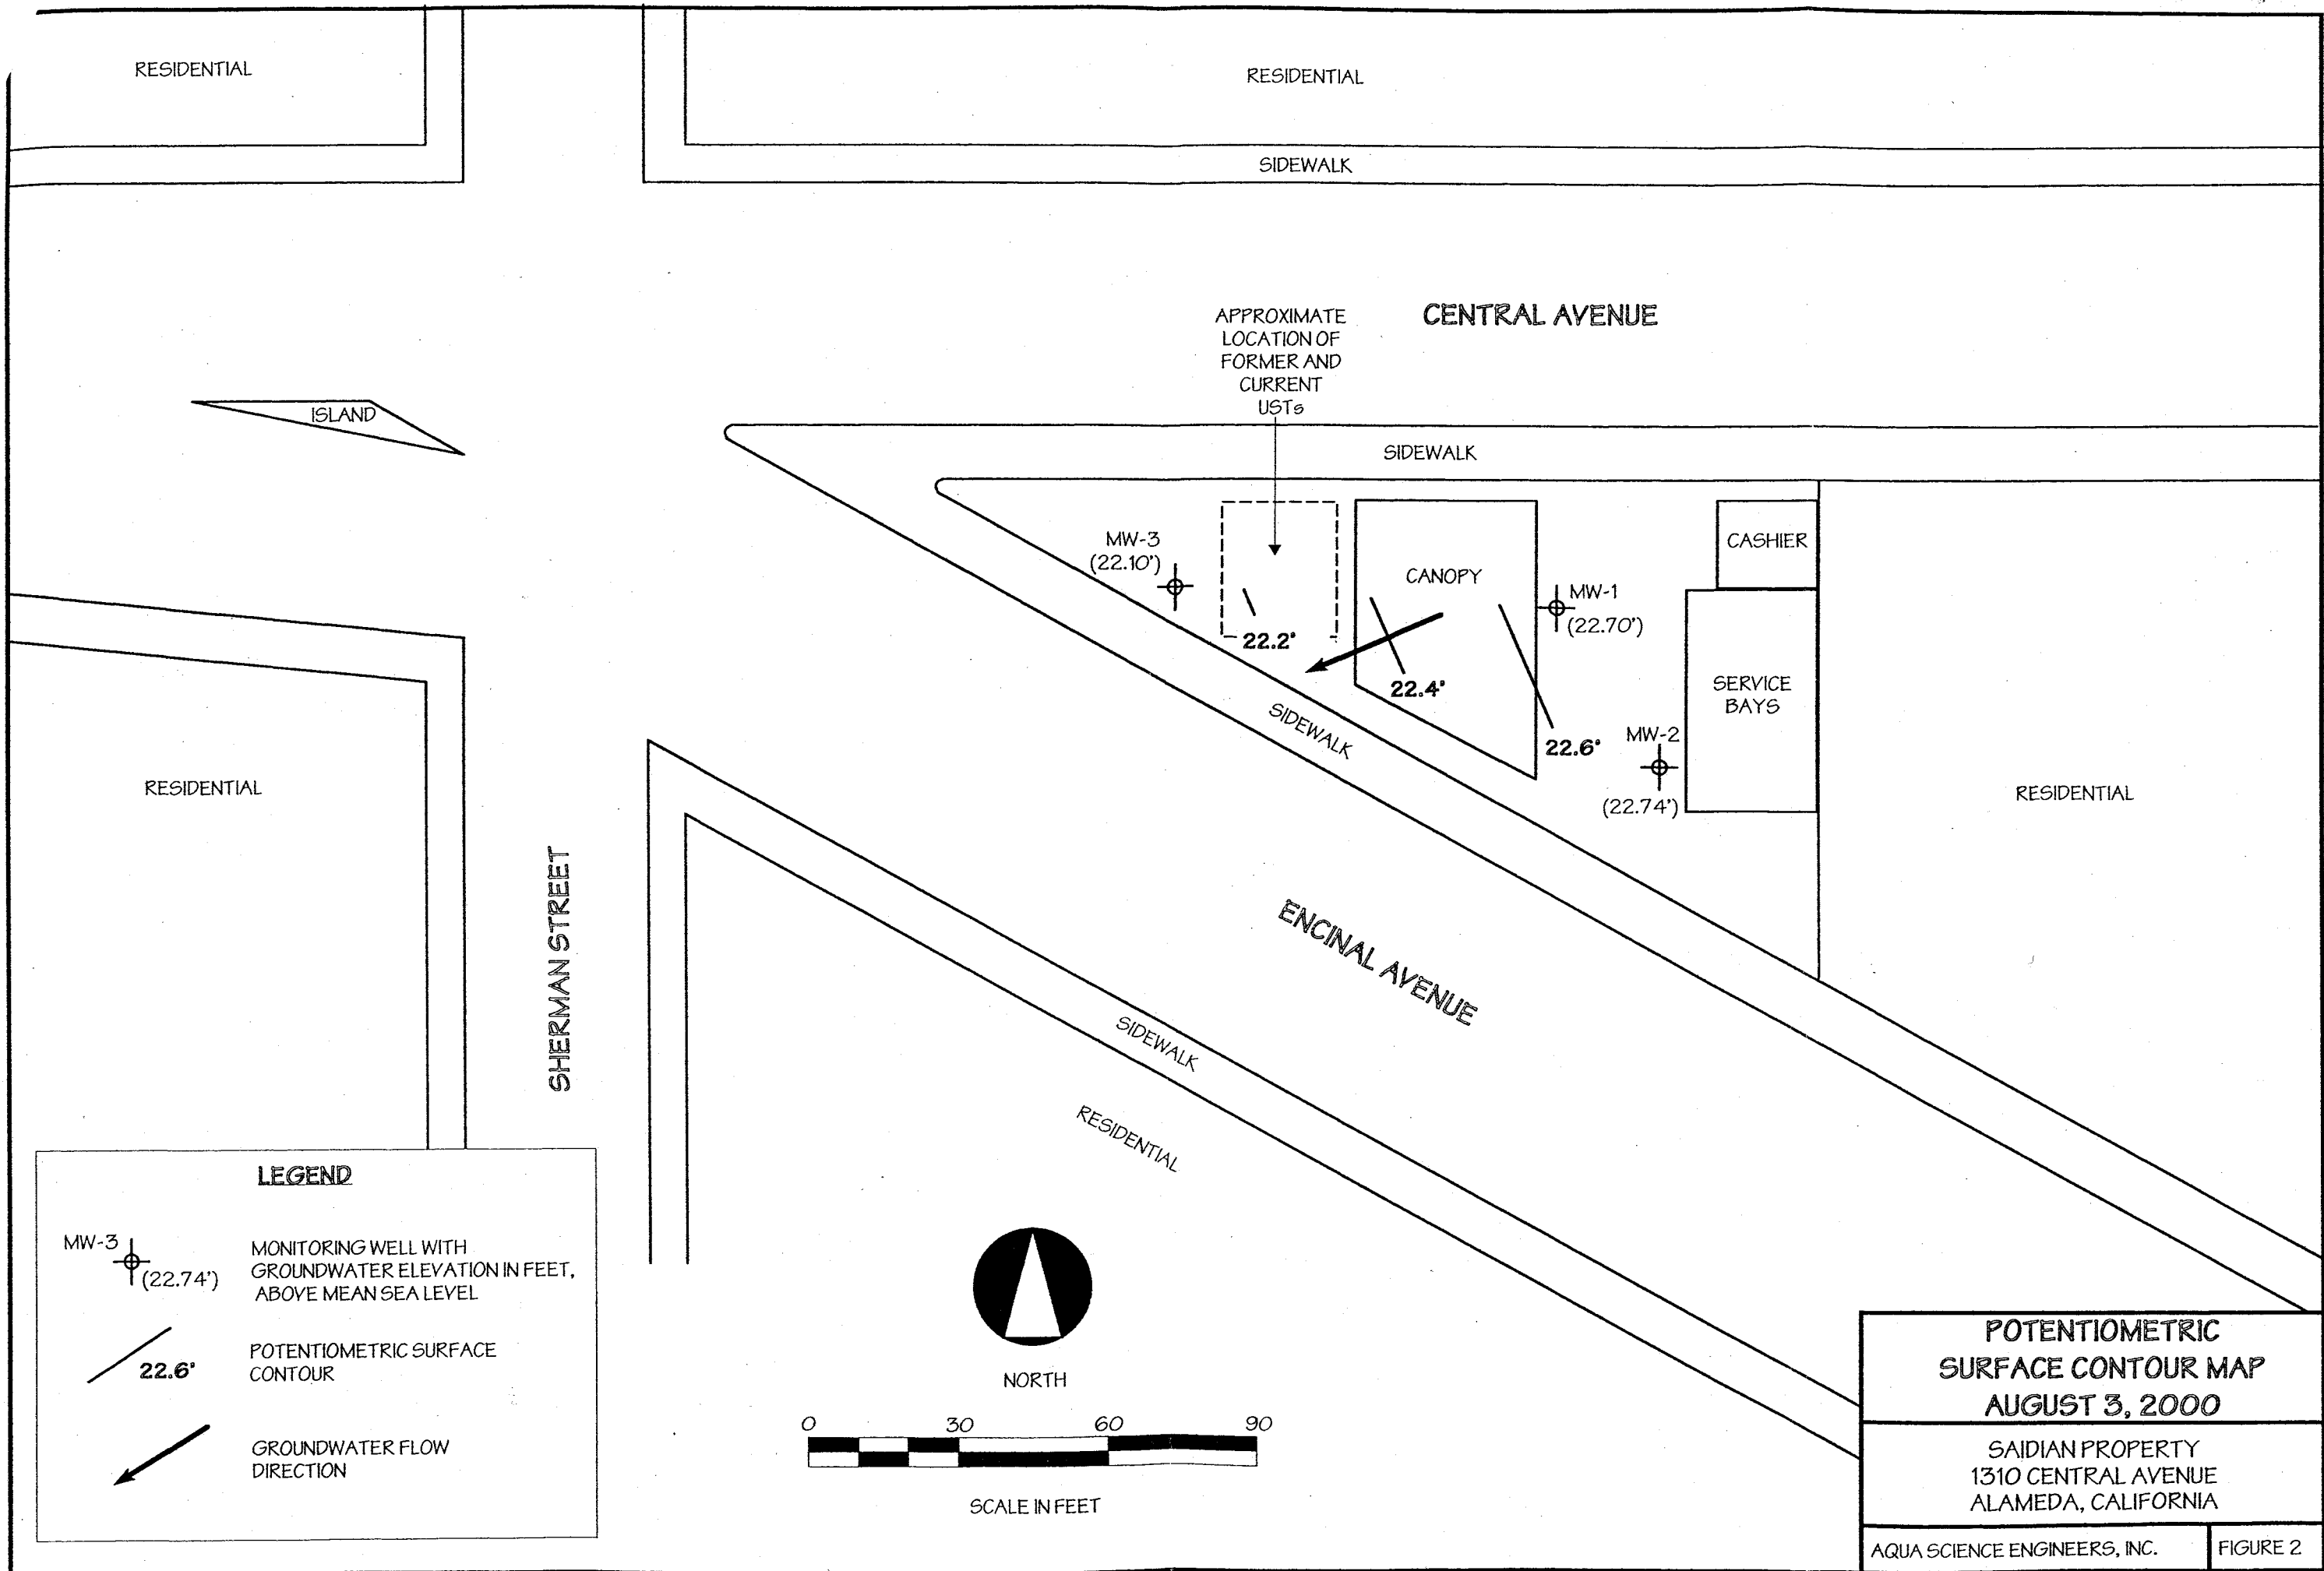 RESIDENTIAL
RESIDENTIAL
SIDEWALK
APPROXIMATE
LOCATION OF
FORMER AND
CURRENT
USTs
CENTRAL AVENUE
ISLAND
SIDEWALK
MW-3
(22.10')
CANOPY
CASHIER
MW-1
(22.70')
22.2'
22.4'
22.6'
SERVICE
BAYS
MW-2
(22.74')
SIDEWALK
RESIDENTIAL
RESIDENTIAL
SHERMAN STREET
ENCINAL AVENUE
SIDEWALK
RESIDENTIAL
LEGEND
MW-3
(22.74')
MONITORING WELL WITH
GROUNDWATER ELEVATION IN FEET,
ABOVE MEAN SEA LEVEL
22.6'
POTENTIOMETRIC SURFACE
CONTOUR
GROUNDWATER FLOW
DIRECTION
NORTH
0 30 60 90
SCALE IN FEET
POTENTIOMETRIC
SURFACE CONTOUR MAP
AUGUST 3, 2000
SAIDIAN PROPERTY
1310 CENTRAL AVENUE
ALAMEDA, CALIFORNIA
AQUA SCIENCE ENGINEERS, INC.
FIGURE 2